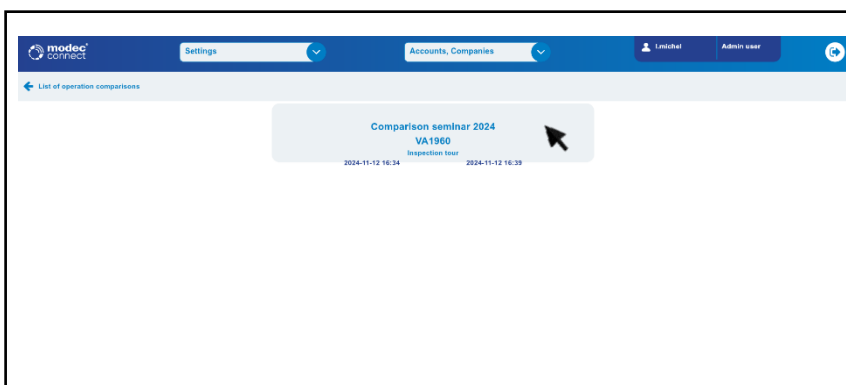 modec
connect
Settings
Accounts, Companies
l.michel
Admin user
List of operation comparisons
Comparison seminar 2024
VA1960
Inspection tour
2024-11-12 16:34 2024-11-12 16:39